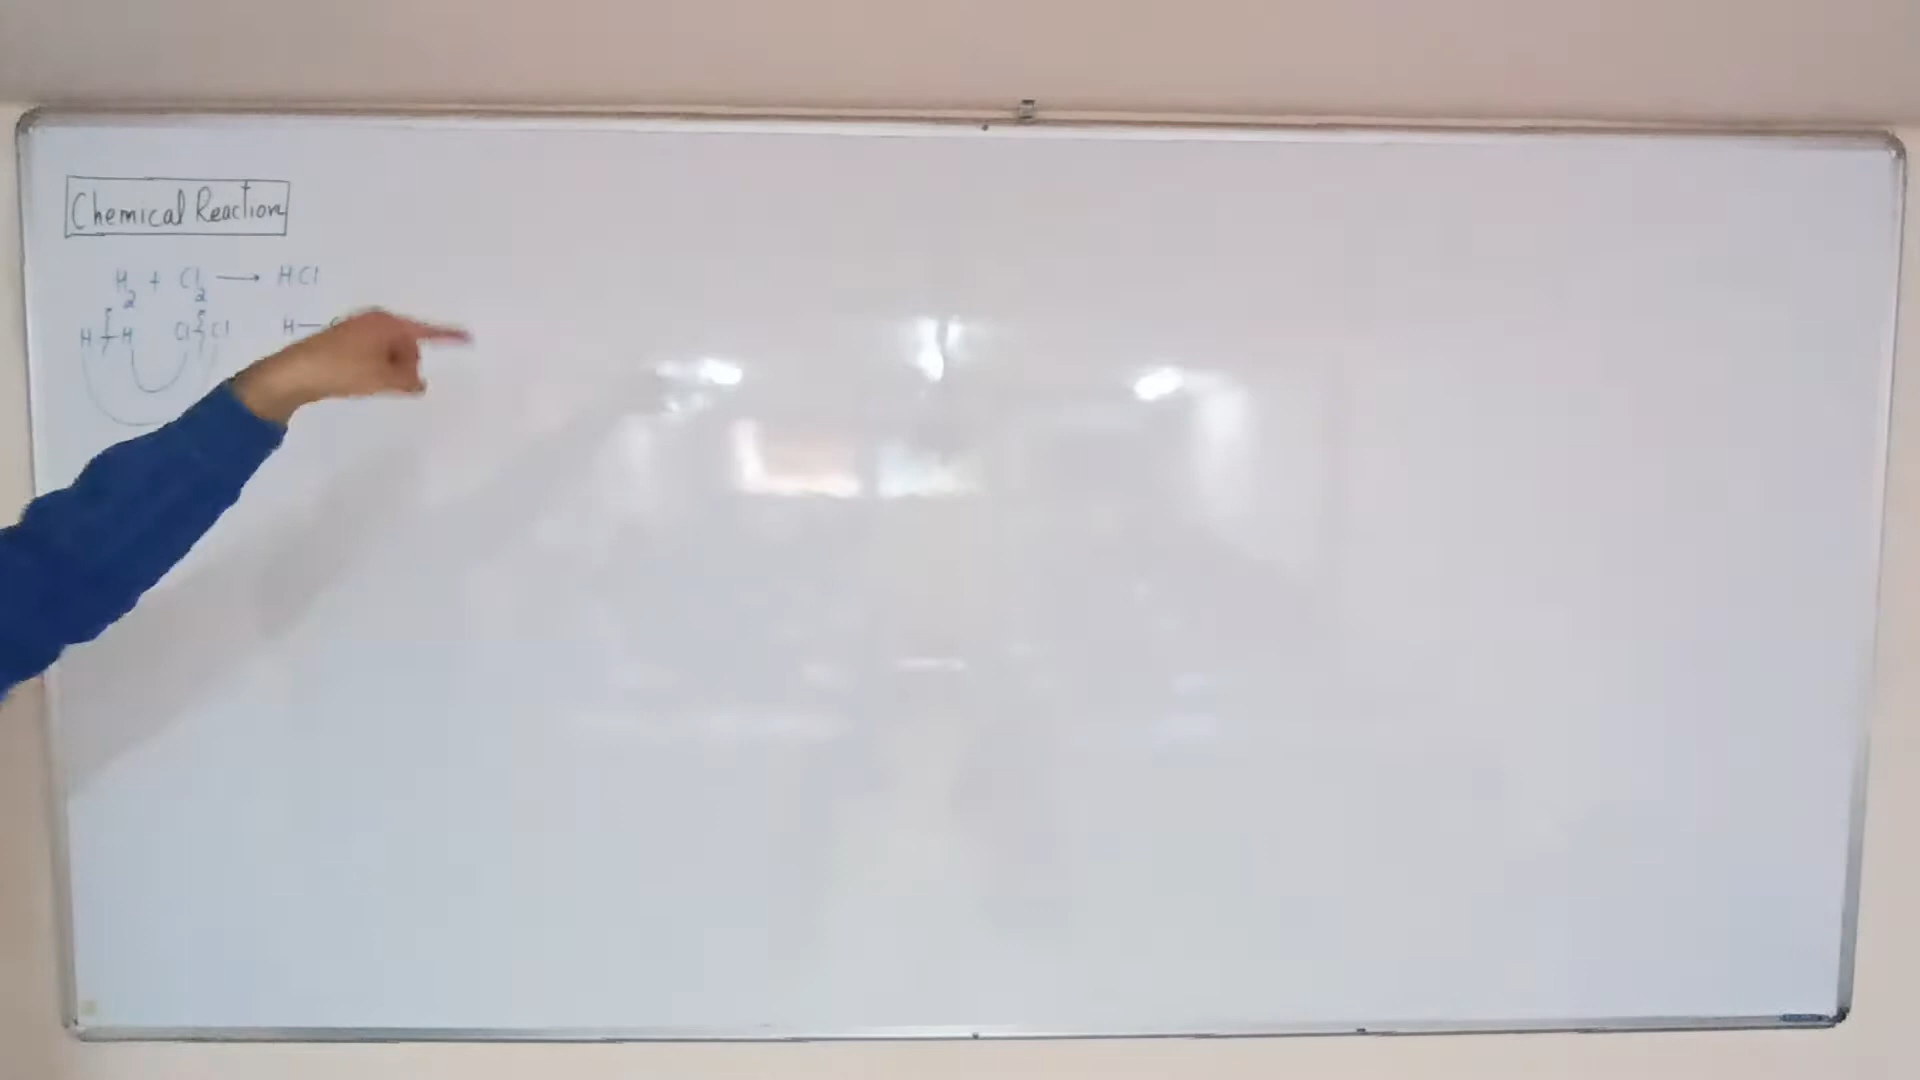 Chemical Reaction
H2 + Cl2 ⟶ HCl
H-H Cl-Cl H-